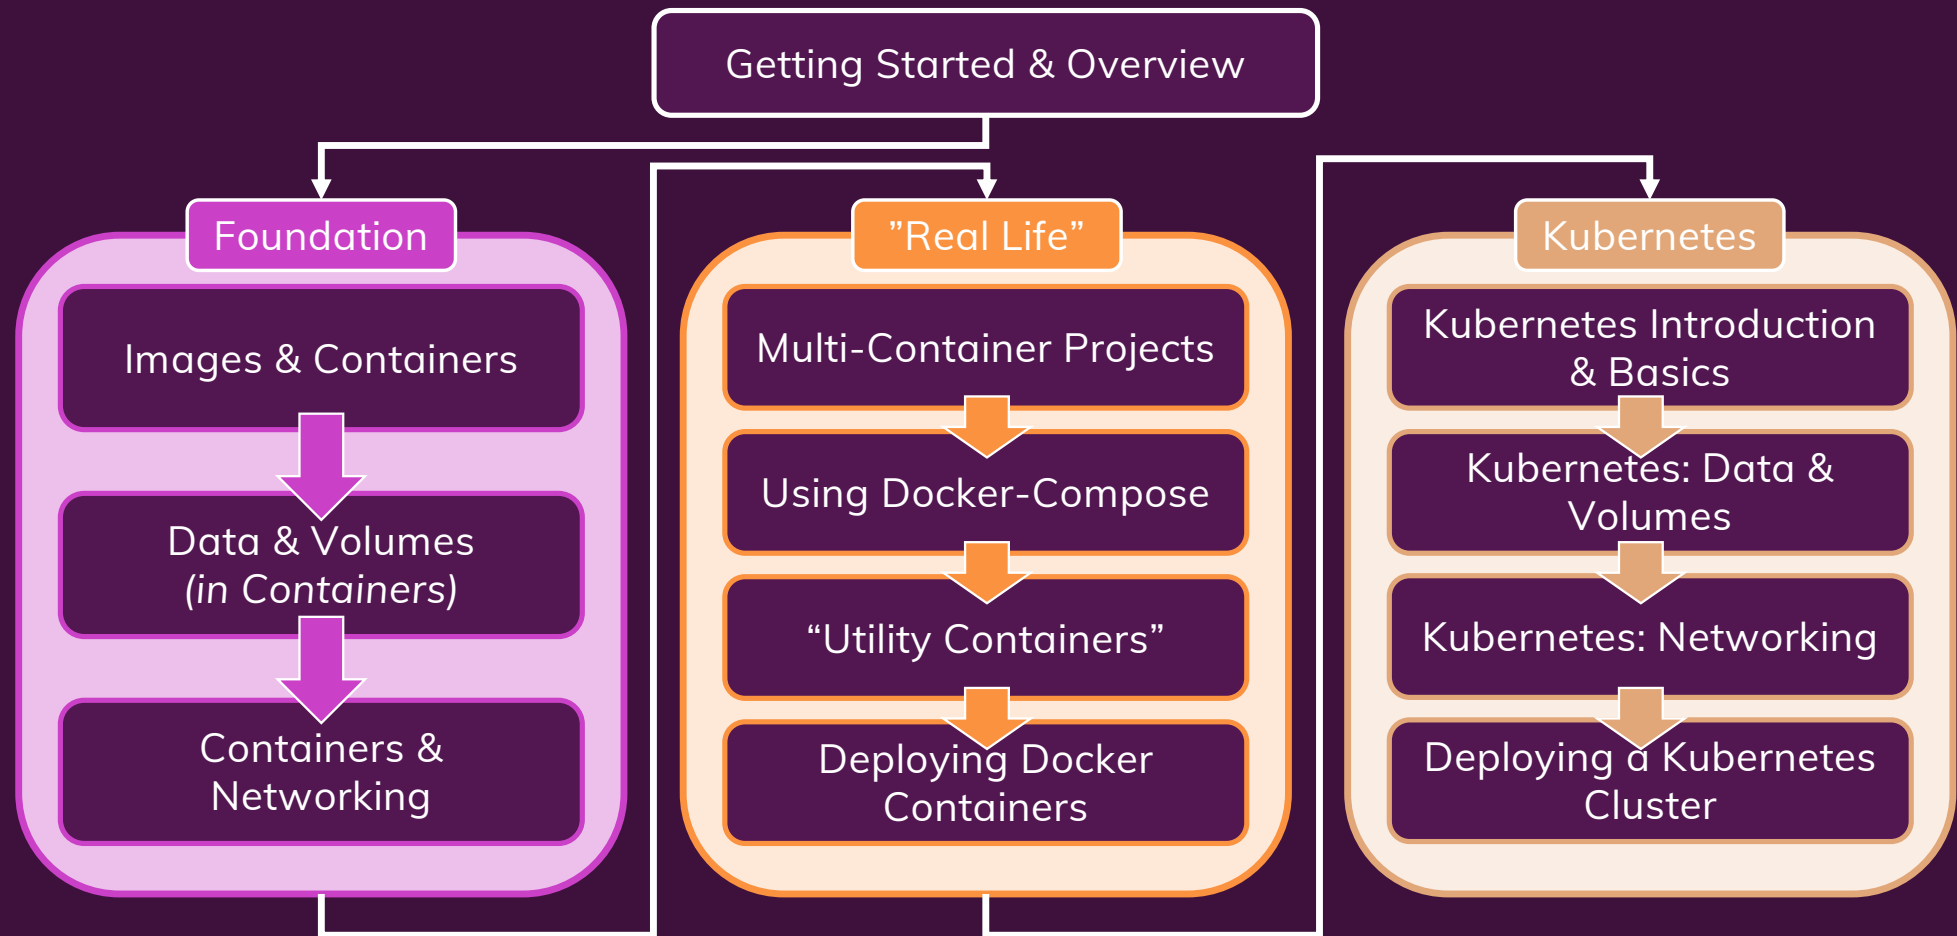 Getting Started & Overview
Foundation
Images & Containers
Data & Volumes
(in Containers)
Containers &
Networking
”Real Life”
Multi-Container Projects
Using Docker-Compose
“Utility Containers”
Deploying Docker
Containers
Kubernetes
Kubernetes Introduction
& Basics
Kubernetes: Data &
Volumes
Kubernetes: Networking
Deploying a Kubernetes
Cluster